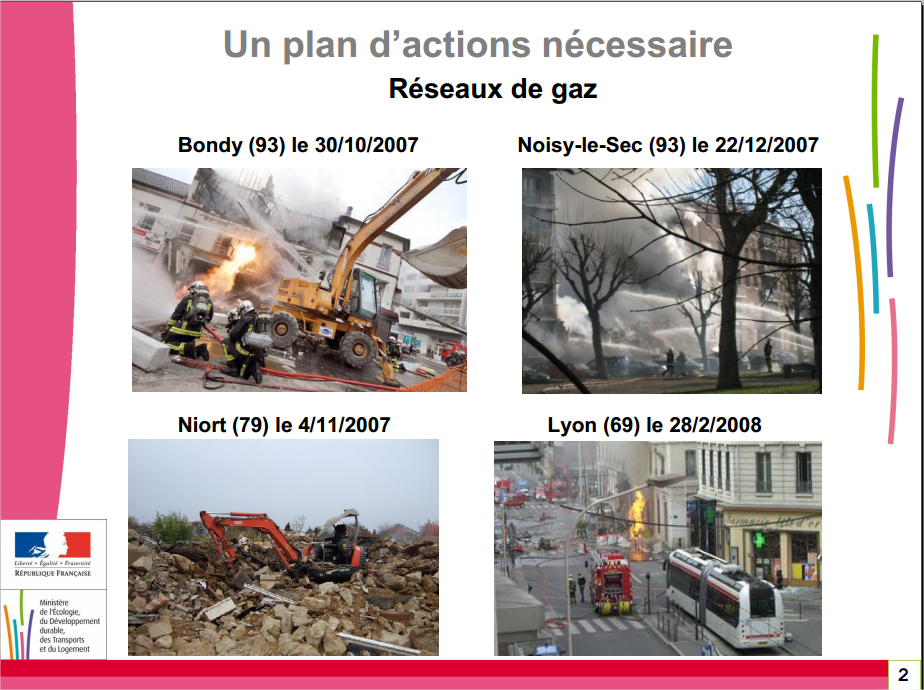 Un plan d’actions nécessaire
Réseaux de gaz
Bondy (93) le 30/10/2007
Noisy-le-Sec (93) le 22/12/2007
Niort (79) le 4/11/2007
Lyon (69) le 28/2/2008
Liberté • Égalité • Fraternité
RÉPUBLIQUE FRANÇAISE
Ministère
de l'Écologie,
du Développement
durable,
des Transports
et du Logement
2